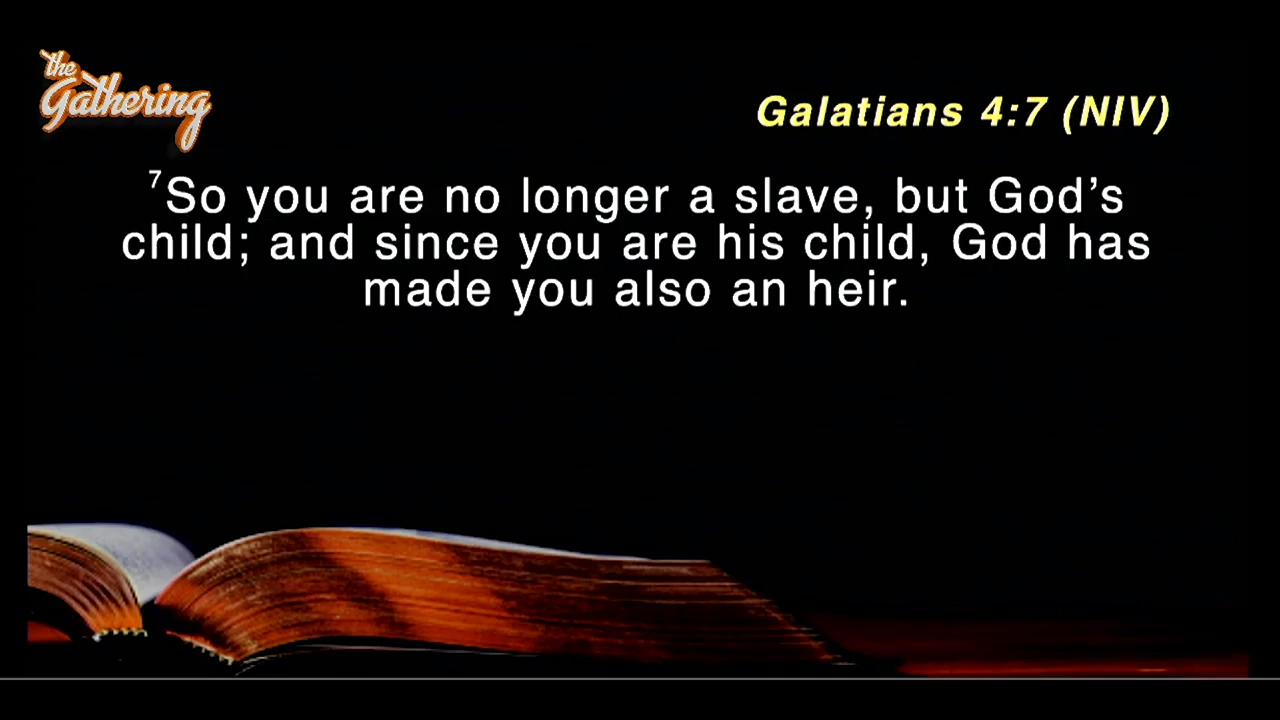 the
Gathering
Galatians 4:7 (NIV)
⁷So you are no longer a slave, but God’s
child; and since you are his child, God has
made you also an heir.